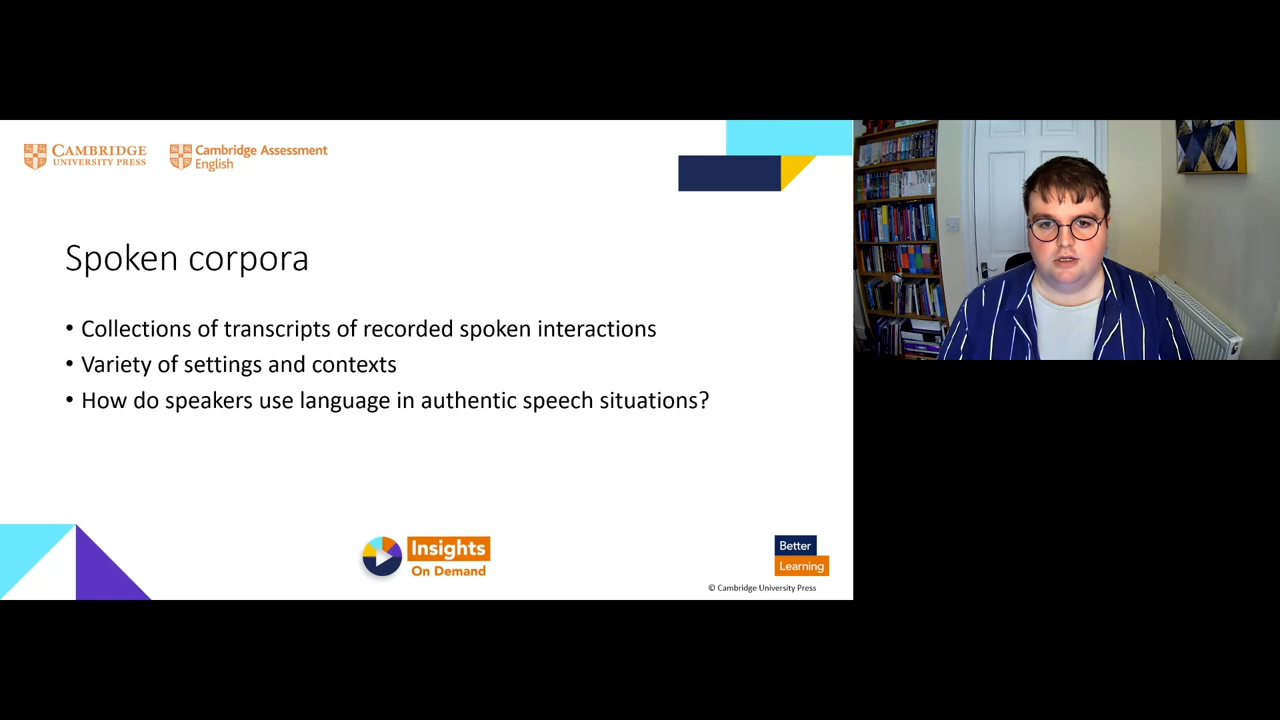 CAMBRIDGE
UNIVERSITY PRESS
Cambridge Assessment
English
Spoken corpora
• Collections of transcripts of recorded spoken interactions
• Variety of settings and contexts
• How do speakers use language in authentic speech situations?
Insights
On Demand
Better
Learning
© Cambridge University Press